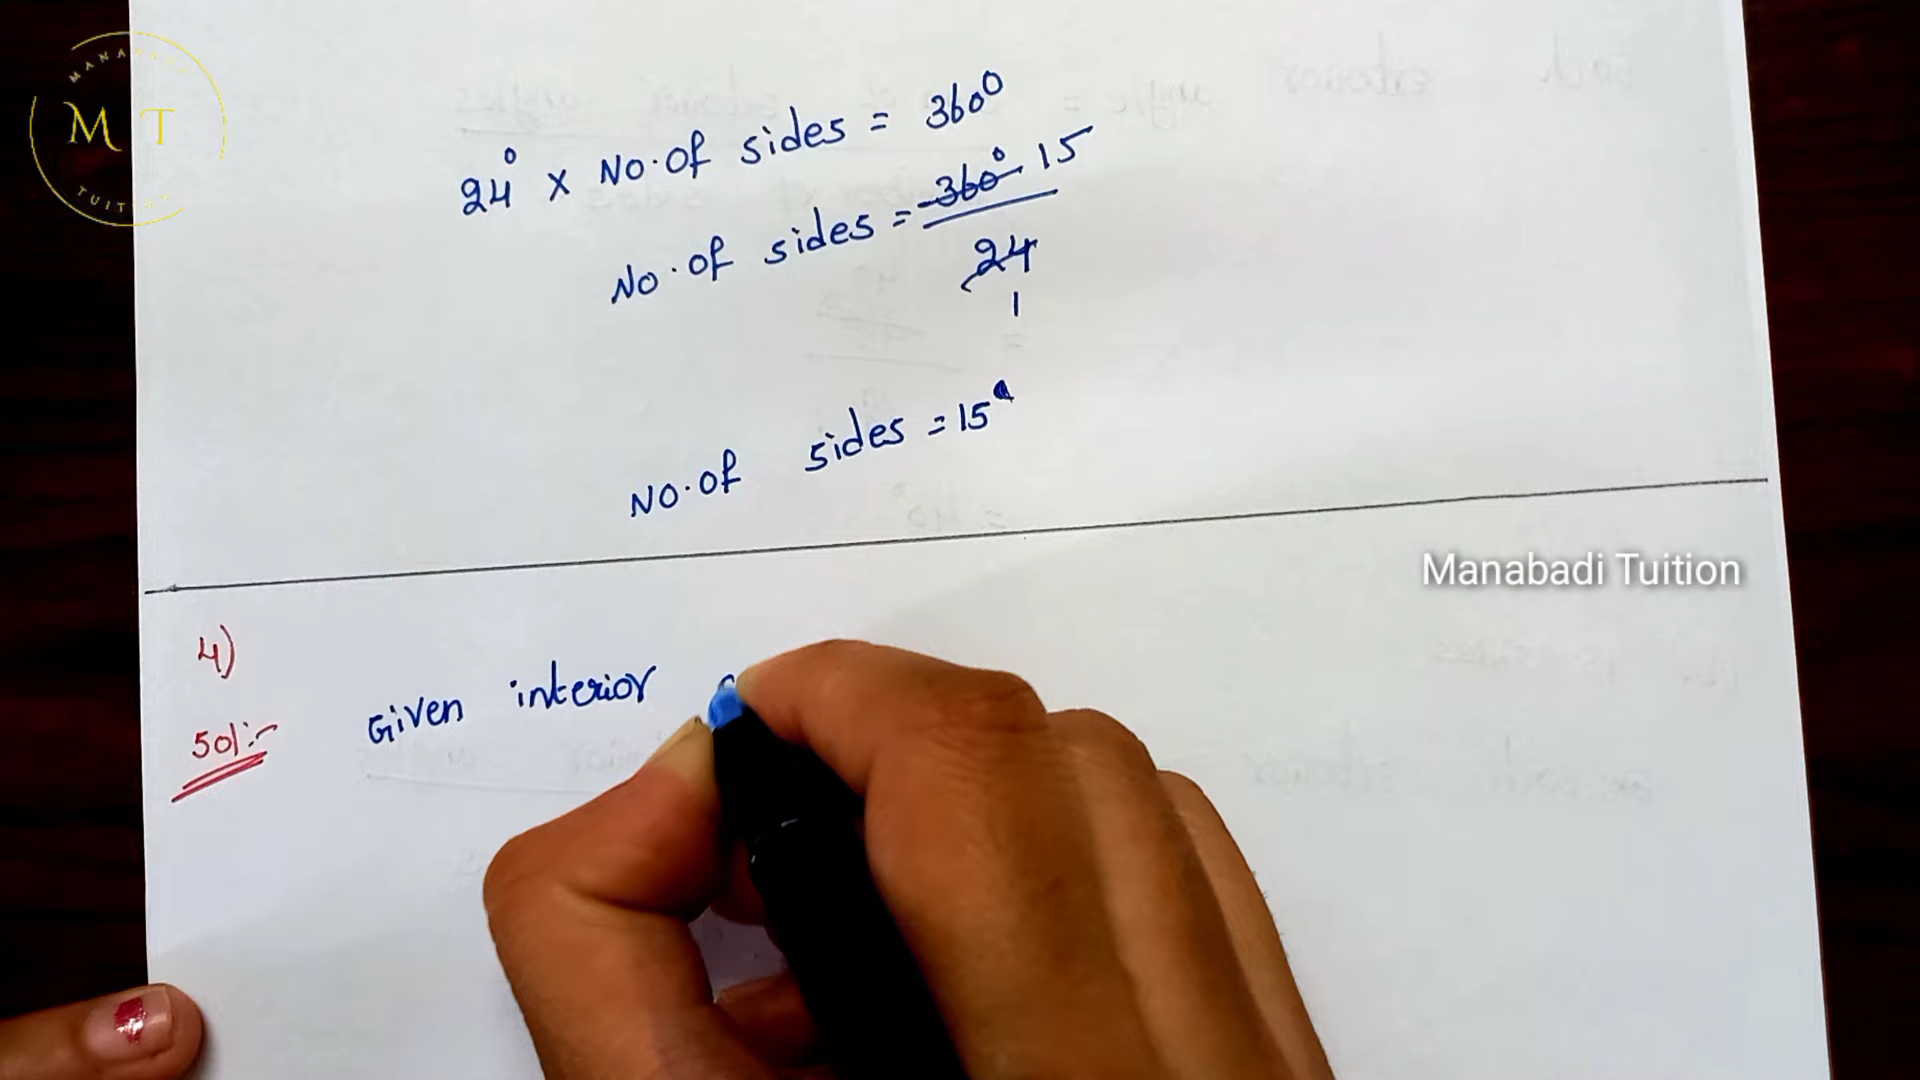 MANABADI
M T
TUITION
24° × No.of sides = 360°
No.of sides = 360° 15
24
1
No.of sides = 15
Manabadi Tuition
4)
Sol:-
Given interior